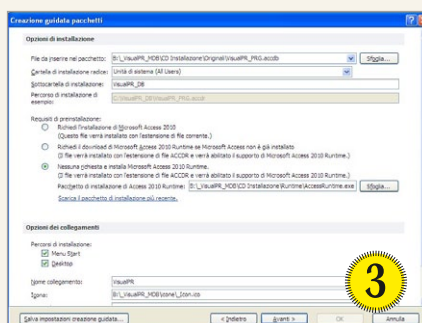 Creazione guidata pacchetti
Opzioni di installazione
File da inserire nel pacchetto: B:\_VisualPR_MDB\CD Installazione\Original\VisualPR_PRG.accdb Sfoglia...
Cartella di installazione radice: Unità di sistema (All Users)
Sottocartella di installazione: VisualPR_DB
Percorso di installazione di esempio: C:\VisualPR_DB\VisualPR_PRG.accdr
Requisiti di preinstallazione:
Richiedi l'installazione di Microsoft Access 2010
(Questo file verrà installato con l'estensione di file corrente.)
Richiedi il download di Microsoft Access 2010 Runtime se Microsoft Access non è già installato
(Il file verrà installato con l'estensione di file ACCDR e verrà abilitato il supporto di Microsoft Access 2010 Runtime.)
Nessuna richiesta e installa Microsoft Access 2010 Runtime.
(Il file verrà installato con l'estensione di file ACCDR e verrà abilitato il supporto di Microsoft Access 2010 Runtime.)
Pacchetto di installazione di Access 2010 Runtime: B:\_VisualPR_MDB\CD Installazione\Runtime\AccessRuntime.exe Sfoglia...
Scarica il pacchetto di installazione più recente.
Opzioni dei collegamenti
Percorsi di installazione:
Menu Start
Desktop
Nome collegamento: VisualPR
Icona: B:\_VisualPR_MDB\Icone\_Icon.ico
3
Salva impostazioni creazione guidata... < Indietro Avanti > OK Annulla